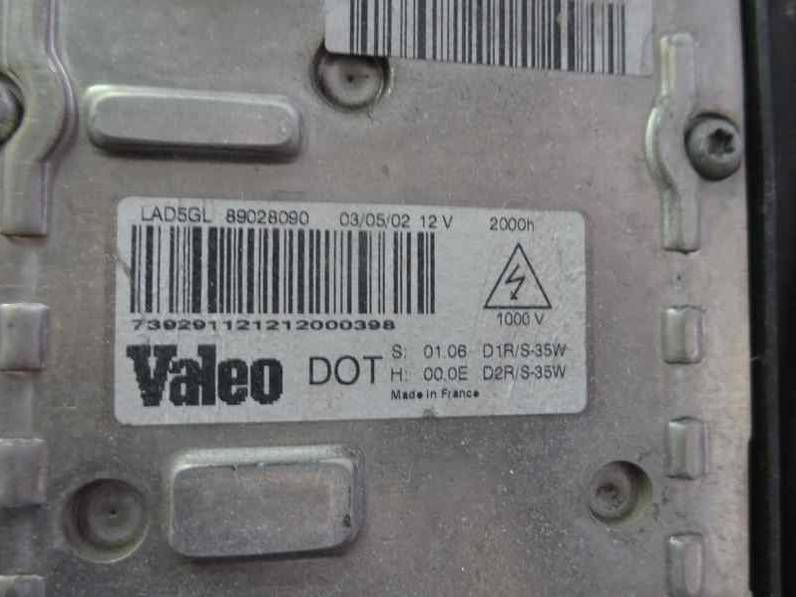 LAD5GL 89028090 03/05/02 12 V 2000h
739291121212000398
1000 V
Valeo DOT S: 01.06 D1R/S-35W
H: 00.0E D2R/S-35W
Made in France